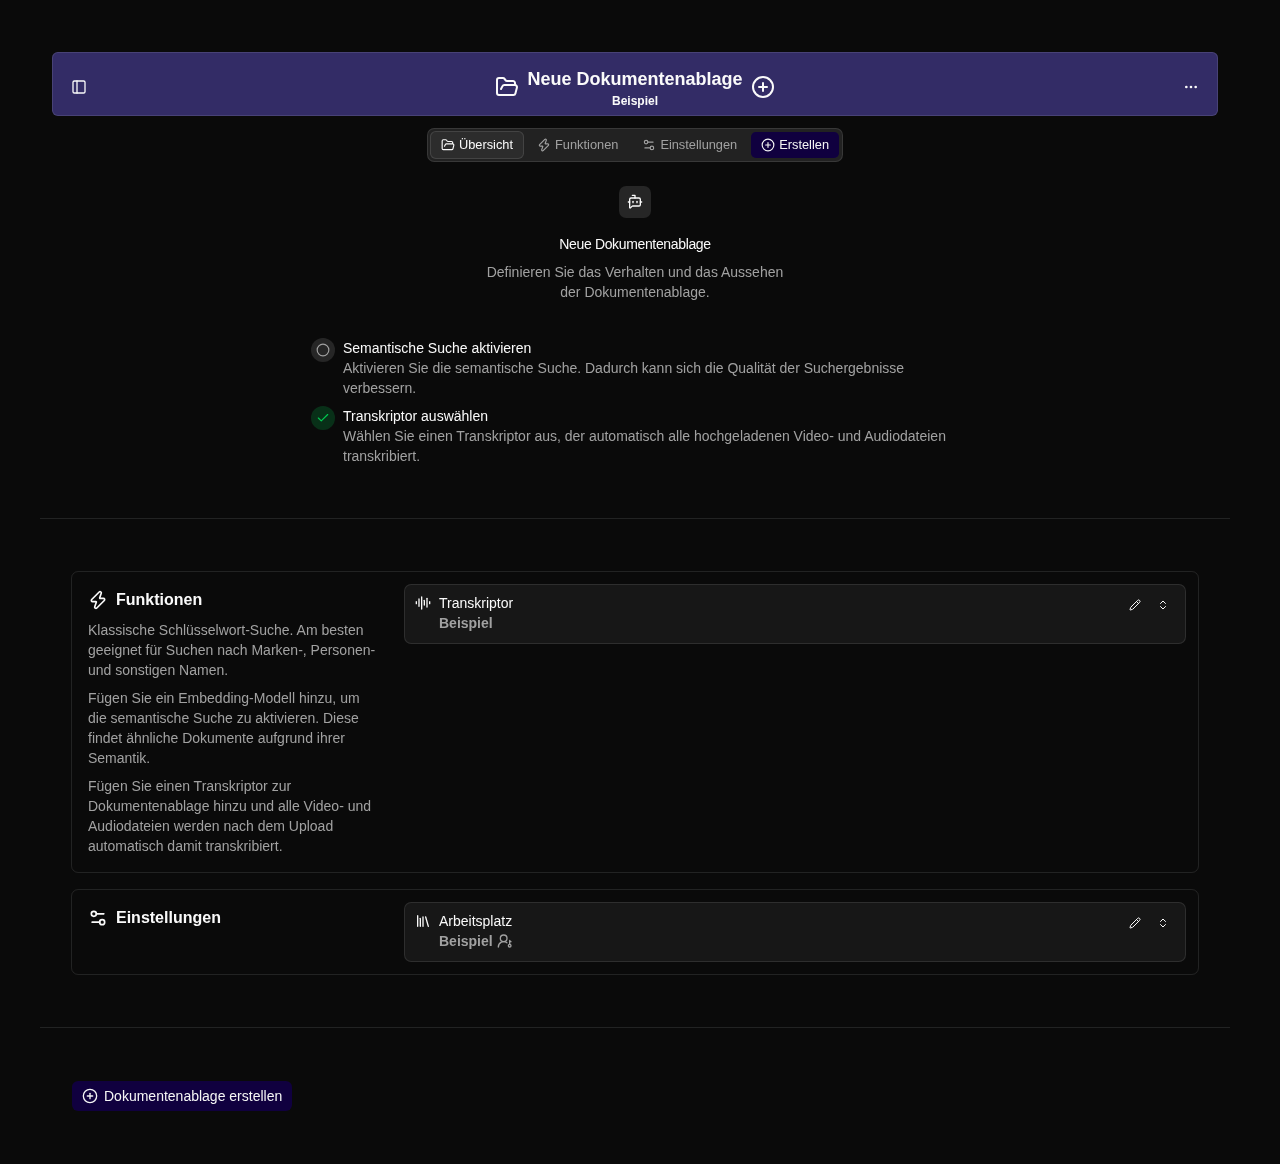 Neue Dokumentenablage
Beispiel
Übersicht
Funktionen
Einstellungen
Erstellen
Neue Dokumentenablage
Definieren Sie das Verhalten und das Aussehen
der Dokumentenablage.
Semantische Suche aktivieren
Aktivieren Sie die semantische Suche. Dadurch kann sich die Qualität der Suchergebnisse
verbessern.
Transkriptor auswählen
Wählen Sie einen Transkriptor aus, der automatisch alle hochgeladenen Video- und Audiodateien
transkribiert.
Funktionen
Klassische Schlüsselwort-Suche. Am besten
geeignet für Suchen nach Marken-, Personen-
und sonstigen Namen.
Fügen Sie ein Embedding-Modell hinzu, um
die semantische Suche zu aktivieren. Diese
findet ähnliche Dokumente aufgrund ihrer
Semantik.
Fügen Sie einen Transkriptor zur
Dokumentenablage hinzu und alle Video- und
Audiodateien werden nach dem Upload
automatisch damit transkribiert.
Transkriptor
Beispiel
Einstellungen
Arbeitsplatz
Beispiel
Dokumentenablage erstellen